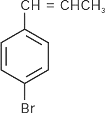 CH = CHCH₃
Br